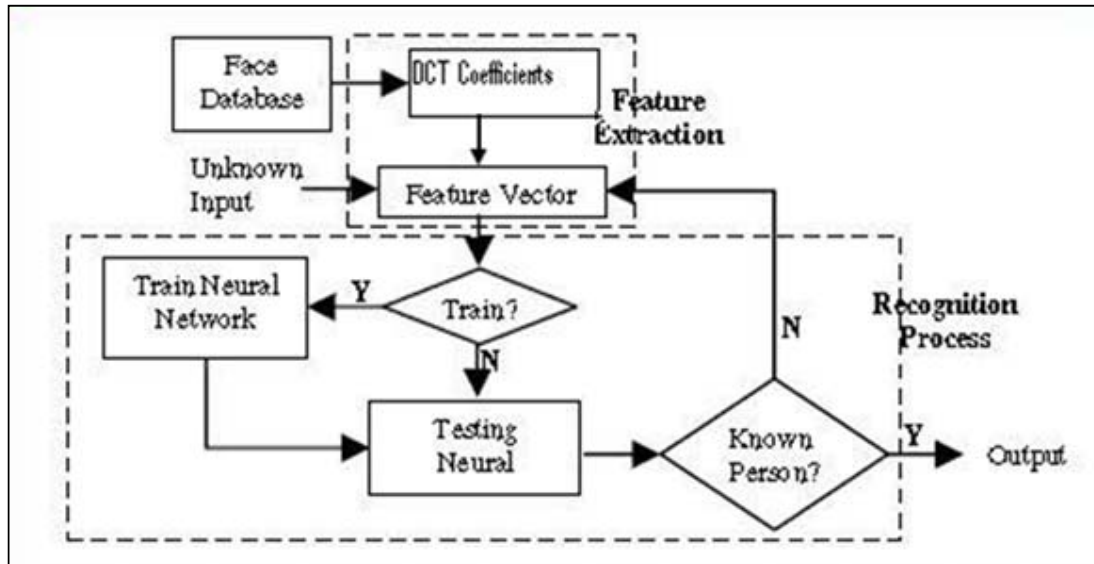 Face
Database
DCT Coefficients
Feature
Extraction
Unknown
Input
Feature Vector
Train Neural
Network
Y
Train?
N
Recognition
Process
N
Testing
Neural
Known
Person?
Y
Output